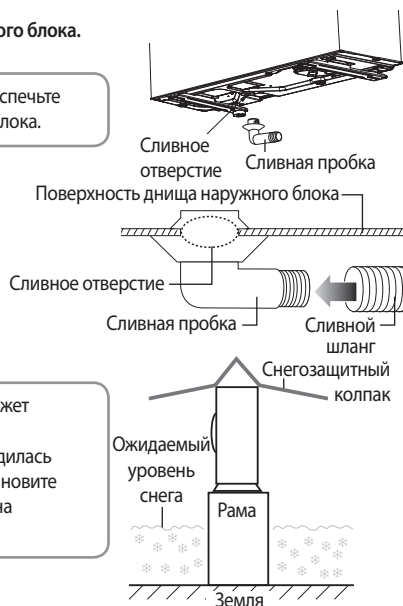 ого блока.
спечьте
лока.
Сливное
отверстие
Сливная пробка
Поверхность днища наружного блока
Сливное отверстие
Сливная пробка
Сливной
шланг
Снегозащитный
колпак
жет
дилась
новите
на
Ожидаемый
уровень
снега
Рама
Земля